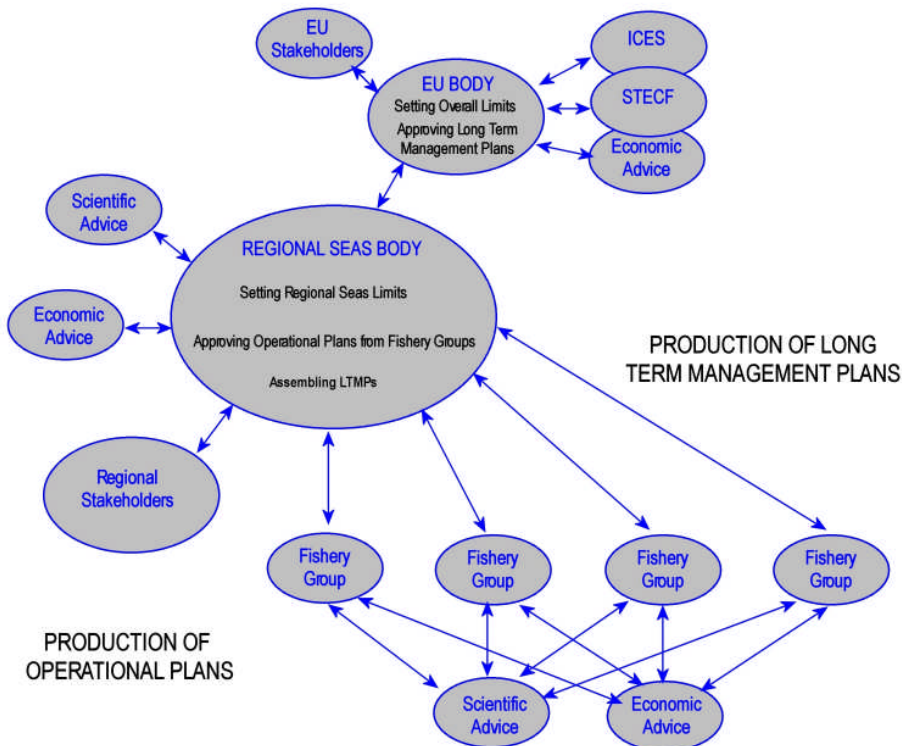 EU
Stakeholders
ICES
EU BODY
Setting Overall Limits
Approving Long Term
Management Plans
STECF
Economic
Advice
Scientific
Advice
REGIONAL SEAS BODY
Setting Regional Seas Limits
Economic
Advice
Approving Operational Plans from Fishery Groups
Assembling LTMPs
PRODUCTION OF LONG
TERM MANAGEMENT PLANS
Regional
Stakeholders
Fishery
Group
Fishery
Group
Fishery
Group
Fishery
Group
PRODUCTION OF
OPERATIONAL PLANS
Scientific
Advice
Economic
Advice